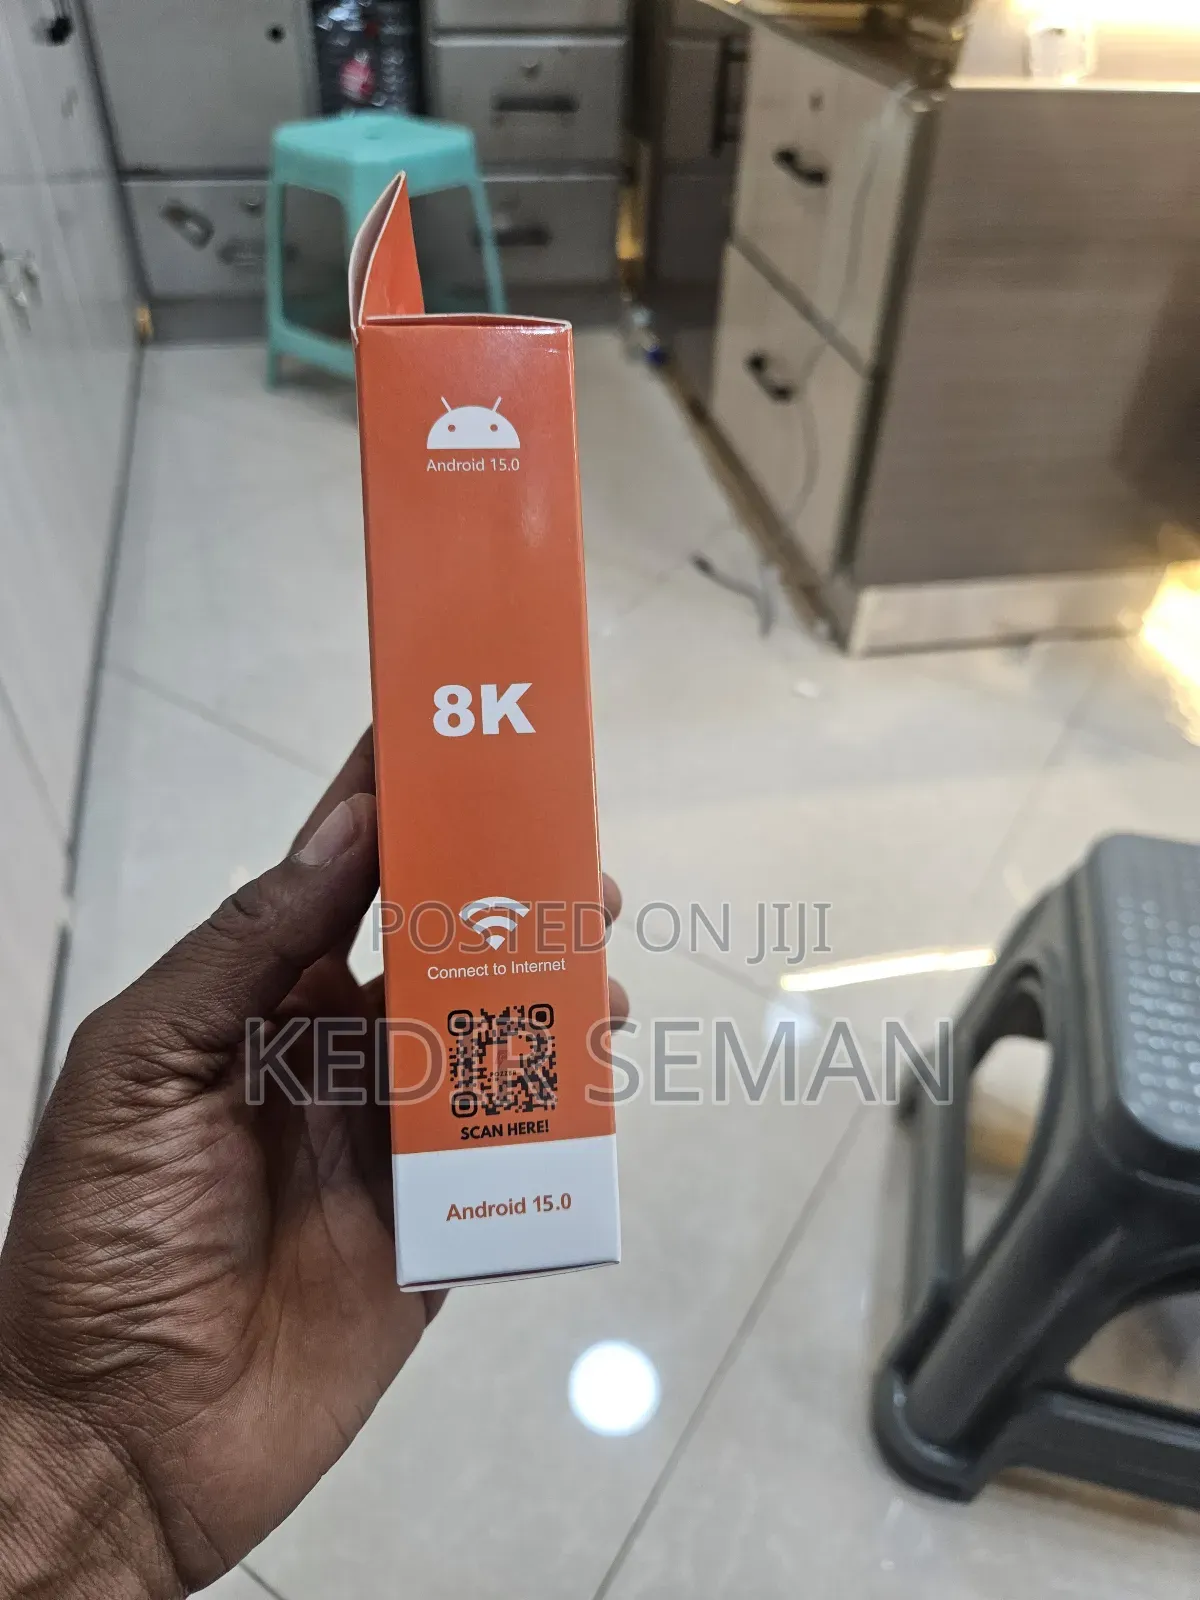 Android 15.0
8K
POSTED ON JIJI
Connect to Internet
KEDIR SEMAN
SCAN HERE!
Android 15.0